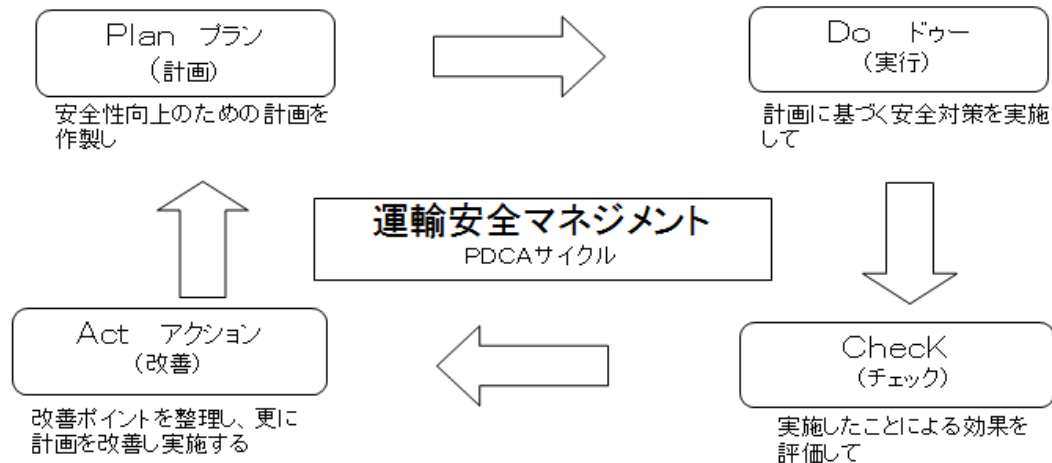 Plan プラン
(計画)
安全性向上のための計画を
作製し
Do ドゥー
(実行)
計画に基づく安全対策を実施
して
運輸安全マネジメント
PDCAサイクル
ChecK
(チェック)
実施したことによる効果を
評価して
Act アクション
(改善)
改善ポイントを整理し、更に
計画を改善し実施する